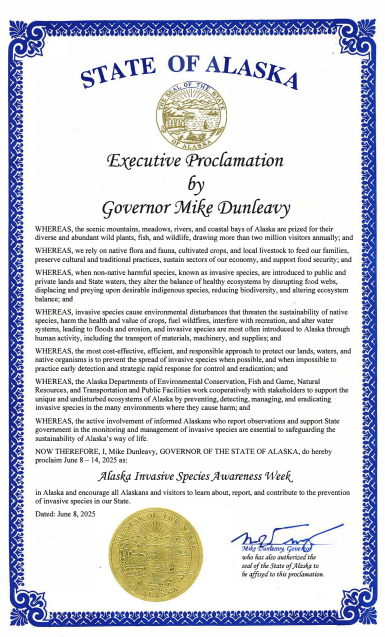 STATE OF ALASKA
THE SEAL OF THE STATE OF ALASKA
Executive Proclamation
by
Governor Mike Dunleavy
WHEREAS, the scenic mountains, meadows, rivers, and coastal bays of Alaska are prized for their
diverse and abundant wild plants, fish, and wildlife, drawing more than two million visitors annually; and
WHEREAS, we rely on native flora and fauna, cultivated crops, and local livestock to feed our families,
preserve cultural and traditional practices, sustain sectors of our economy, and support food security; and
WHEREAS, when non-native harmful species, known as invasive species, are introduced to public and
private lands and State waters, they alter the balance of healthy ecosystems by disrupting food webs,
displacing and preying upon desirable indigenous species, reducing biodiversity, and altering ecosystem
balance; and
WHEREAS, invasive species cause environmental disturbances that threaten the sustainability of native
species, harm the health and value of crops, fuel wildfires, interfere with recreation, and alter water
systems, leading to floods and erosion, and invasive species are most often introduced to Alaska through
human activity, including the transport of materials, machinery, and supplies; and
WHEREAS, the most cost-effective, efficient, and responsible approach to protect our lands, waters, and
native organisms is to prevent the spread of invasive species when possible, and when impossible to
practice early detection and strategic rapid response for control and eradication; and
WHEREAS, the Alaska Departments of Environmental Conservation, Fish and Game, Natural
Resources, and Transportation and Public Facilities work cooperatively with stakeholders to support the
unique and undisturbed ecosystems of Alaska by preventing, detecting, managing, and eradicating
invasive species in the many environments where they cause harm; and
WHEREAS, the active involvement of informed Alaskans who report observations and support State
government in the monitoring and management of invasive species are essential to safeguarding the
sustainability of Alaska's way of life.
NOW THEREFORE, I, Mike Dunleavy, GOVERNOR OF THE STATE OF ALASKA, do hereby
proclaim June 8 – 14, 2025 as:
Alaska Invasive Species Awareness Week
in Alaska and encourage all Alaskans and visitors to learn about, report, and contribute to the prevention
of invasive species in our State.
Dated: June 8, 2025
Mike Dunleavy, Governor
who has also authorized the
seal of the State of Alaska to
be affixed to this proclamation.